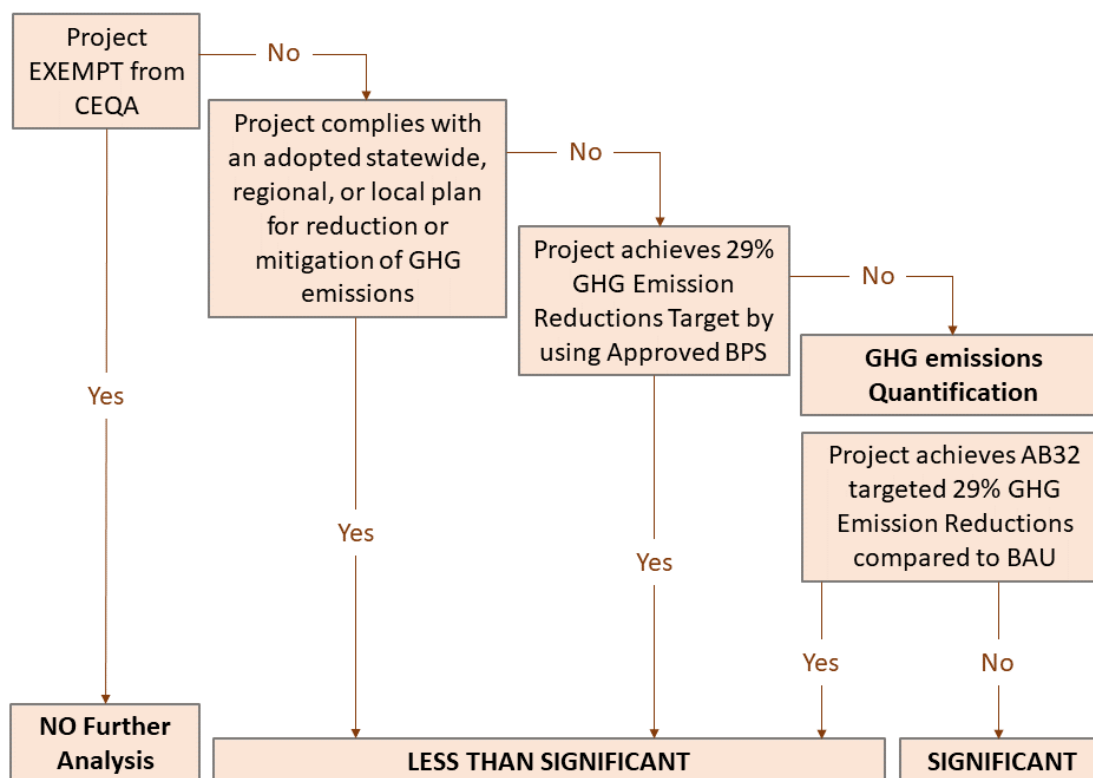 Project
EXEMPT from
CEQA
No
Project complies with
an adopted statewide,
regional, or local plan
for reduction or
mitigation of GHG
emissions
No
Project achieves 29%
GHG Emission
Reductions Target by
using Approved BPS
No
GHG emissions
Quantification
Project achieves AB32
targeted 29% GHG
Emission Reductions
compared to BAU
Yes
Yes
Yes
Yes
No
NO Further
Analysis
LESS THAN SIGNIFICANT
SIGNIFICANT